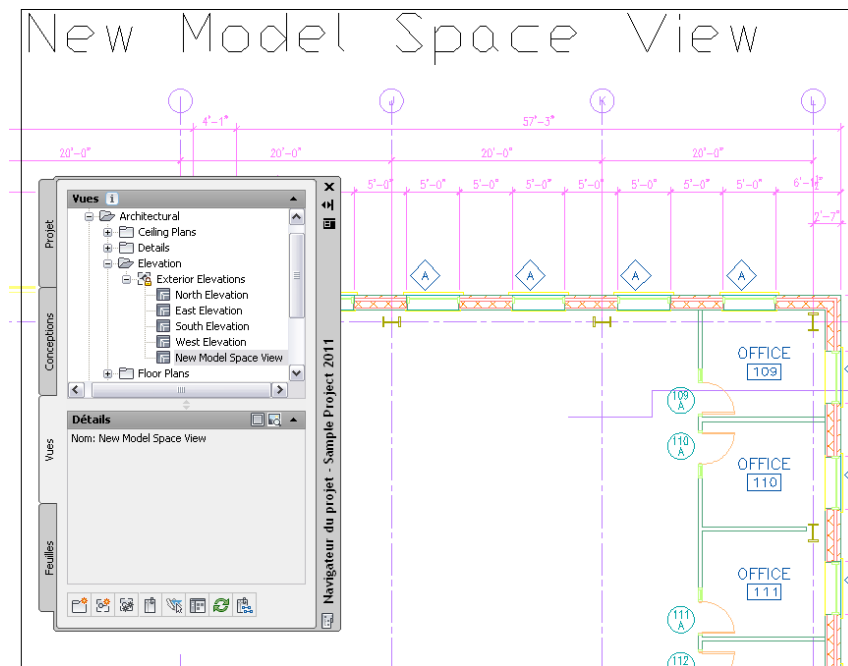 New Model Space View
I
J
K
L
4'-1"
57'-3"
20'-0"
20'-0"
20'-0"
20'-0"
5'-0"
5'-0"
5'-0"
5'-0"
5'-0"
5'-0"
5'-0"
5'-0"
6'-1½"
2'-7"
A
A
A
A
Projet
Conceptions
Vues
Feuilles
Vues
Architectural
Ceiling Plans
Details
Elevation
Exterior Elevations
North Elevation
East Elevation
South Elevation
West Elevation
New Model Space View
Floor Plans
Détails
Nom: New Model Space View
Navigateur du projet - Sample Project 2011
OFFICE
109
109
A
110
A
OFFICE
110
OFFICE
111
111
A
112